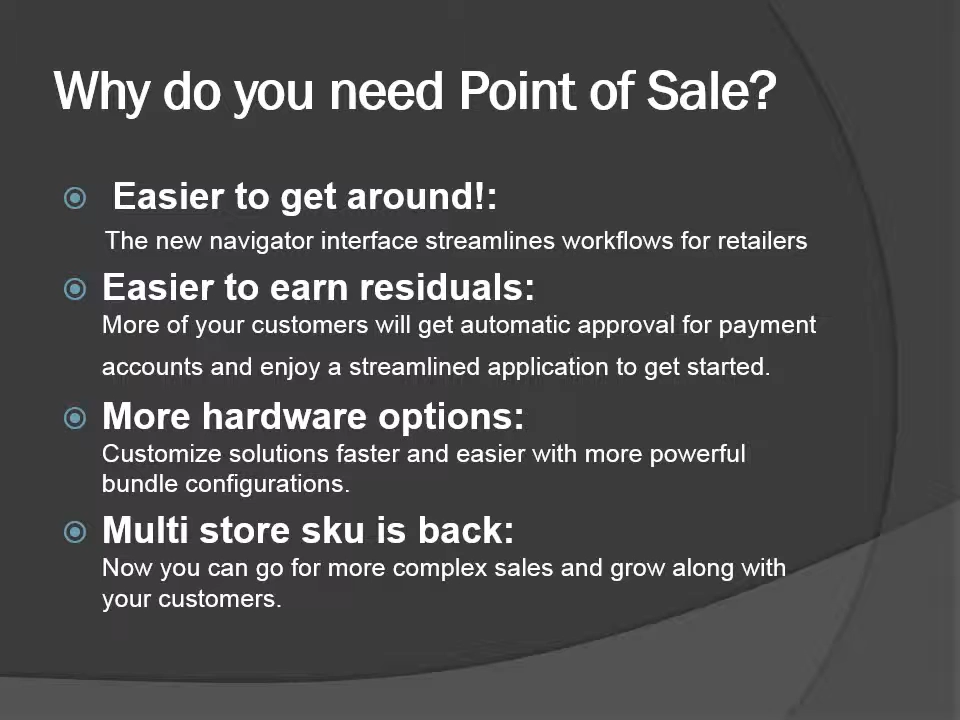 Why do you need Point of Sale?
Easier to get around!:
The new navigator interface streamlines workflows for retailers
Easier to earn residuals:
More of your customers will get automatic approval for payment
accounts and enjoy a streamlined application to get started.
More hardware options:
Customize solutions faster and easier with more powerful
bundle configurations.
Multi store sku is back:
Now you can go for more complex sales and grow along with
your customers.